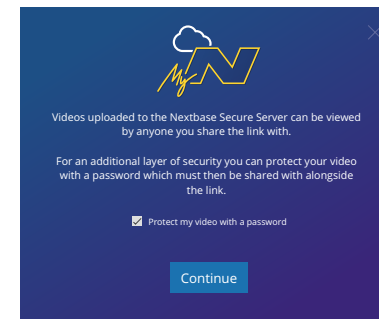 My N
Videos uploaded to the Nextbase Secure Server can be viewed
by anyone you share the link with.
For an additional layer of security you can protect your video
with a password which must then be shared with alongside
the link.
Protect my video with a password
Continue